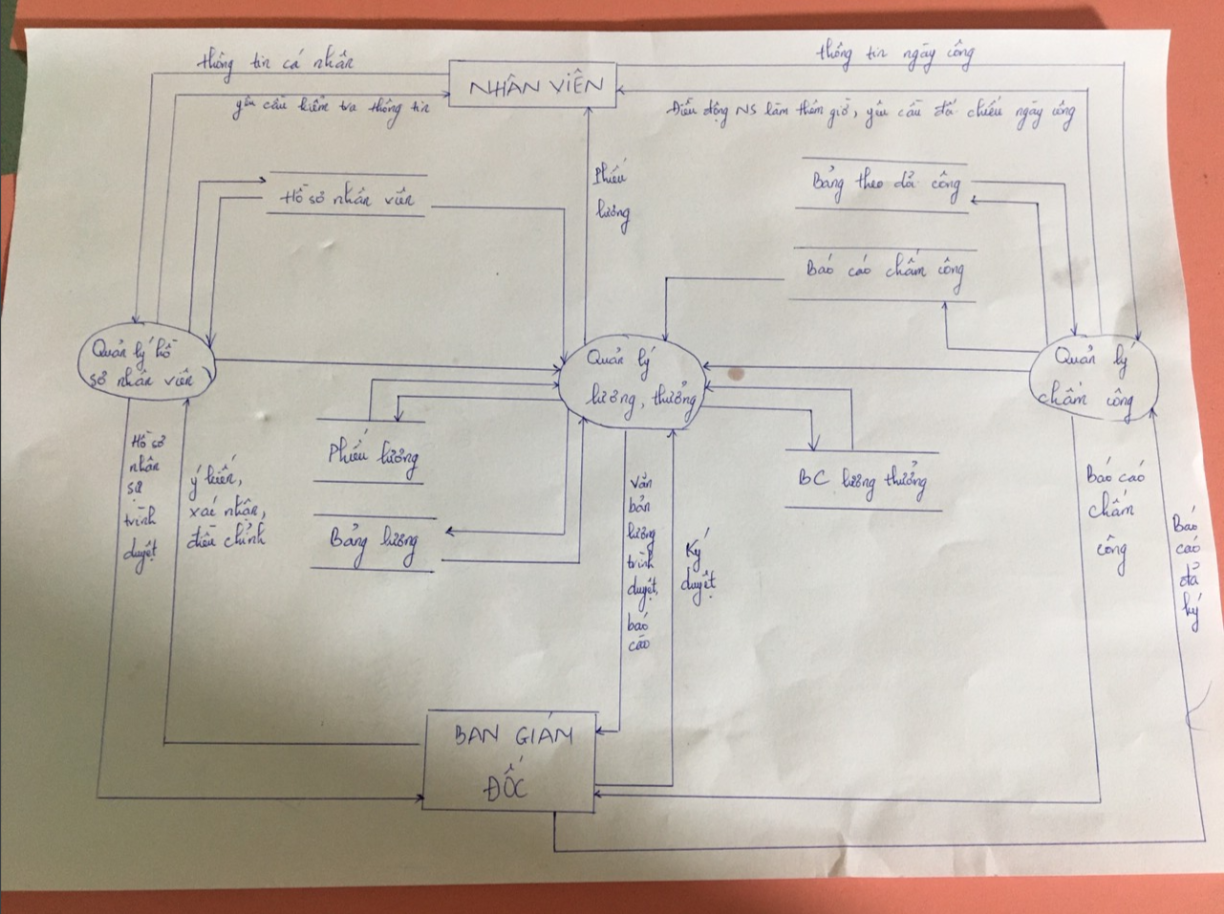 thông tin cá nhân
thông tin ngày công
NHÂN VIÊN
yêu cầu kiểm tra thông tin
Điều động NS làm thêm giờ, yêu cầu đối chiếu ngày công
Hồ sơ nhân viên
Phiếu
lương
Bảng theo dõi công
Báo cáo chấm công
Quản lý hồ
sơ nhân viên
Quản lý
lương, thưởng
Quản lý
chấm công
Phiếu lương
Bảng lương
BC lương thưởng
Hồ sơ
nhân
sự
trình
duyệt
ý kiến,
xác nhận,
điều chỉnh
văn
bản
lương
trình
duyệt,
báo
cáo
Ký
duyệt
Báo cáo
chấm
công
Báo
cáo
đã
ký
BAN GIÁM
ĐỐC